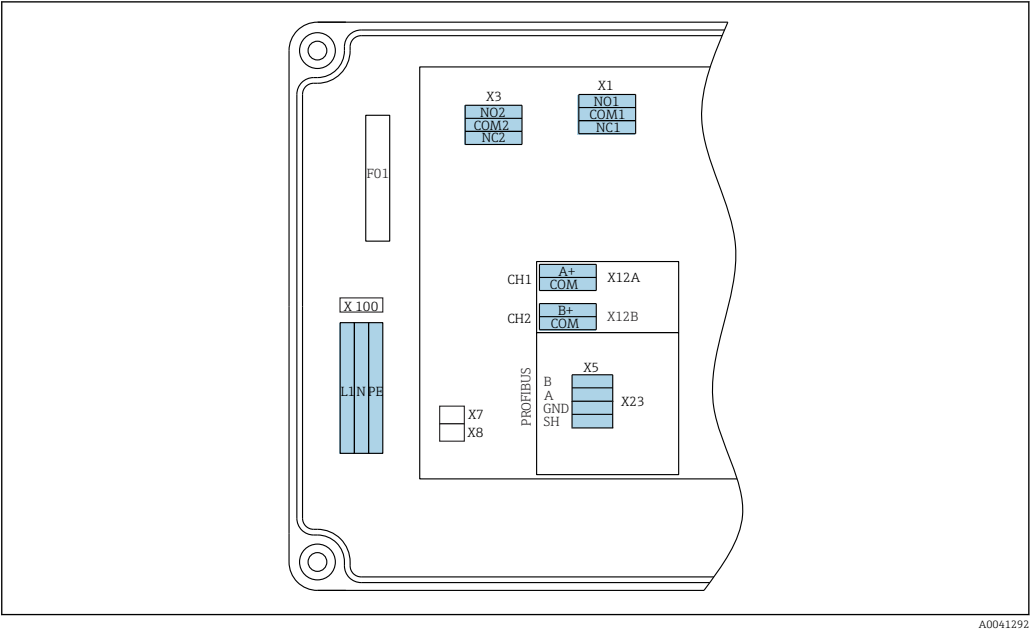 X1
X3
NO1
NO2
COM1
COM2
NC1
NC2
F01
CH1
A+
COM
X12A
X 100
CH2
B+
COM
X12B
L1
N
PE
PROFIBUS
X5
B
A
GND
SH
X23
X7
X8
A0041292